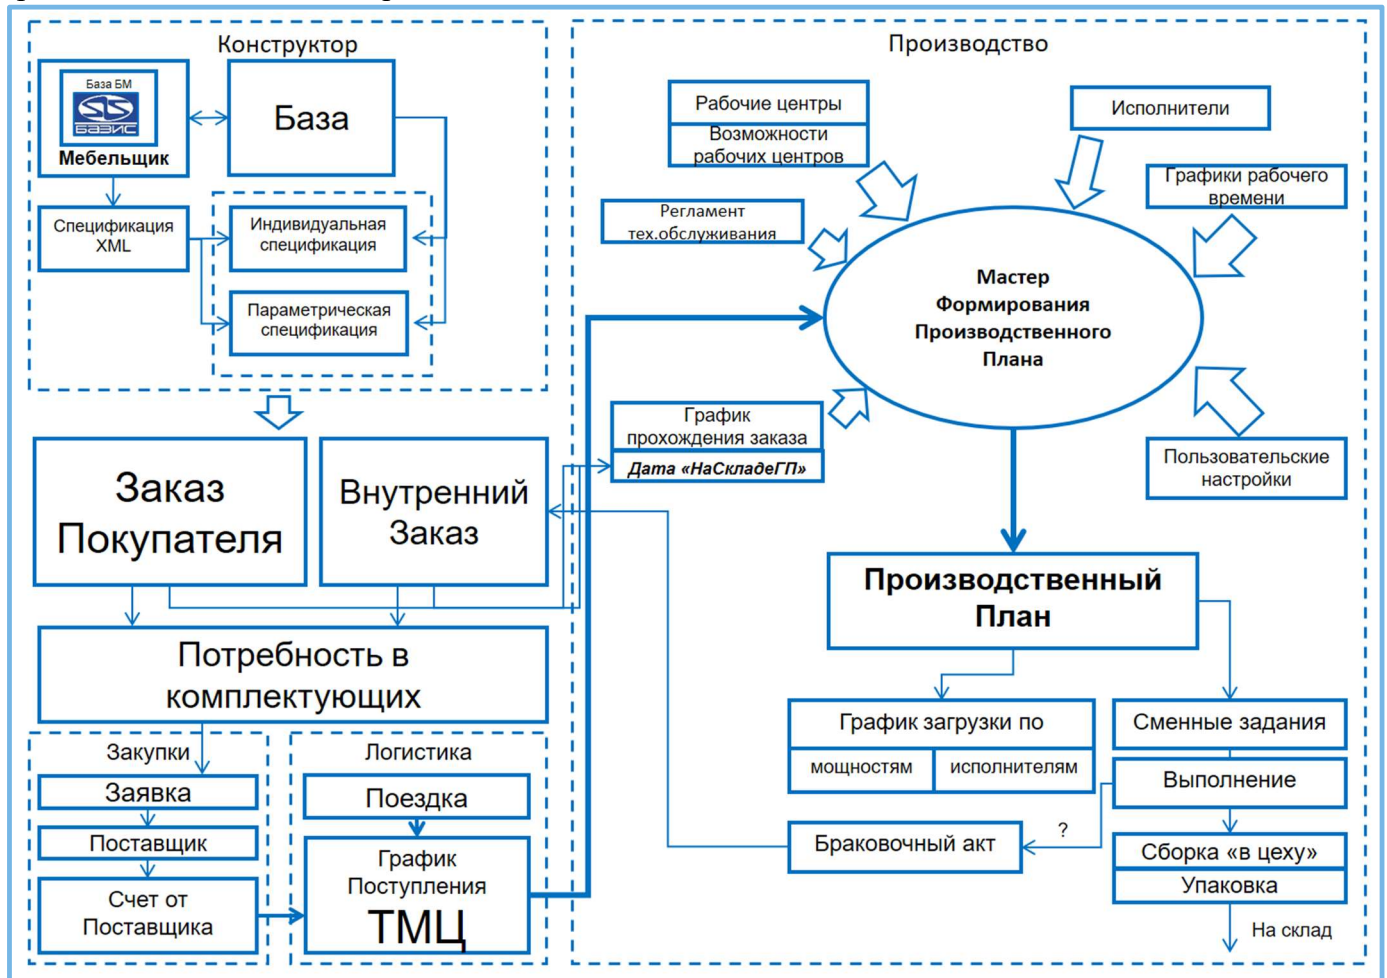 Конструктор
База БМ
БАЗИС
Мебельщик
База
Спецификация
XML
Индивидуальная
спецификация
Параметрическая
спецификация
Заказ
Покупателя
Внутренний
Заказ
Потребность в
комплектующих
Закупки
Заявка
Поставщик
Счет от
Поставщика
Логистика
Поездка
График
Поступления
ТМЦ
Производство
Рабочие центры
Возможности
рабочих центров
Исполнители
Регламент
тех.обслуживания
Графики рабочего
времени
Мастер
Формирования
Производственного
Плана
График
прохождения заказа
Дата «НаСкладеГП»
Пользовательские
настройки
Производственный
План
График загрузки по
мощностям
исполнителям
Сменные задания
Выполнение
?
Браковочный акт
Сборка «в цеху»
Упаковка
На склад